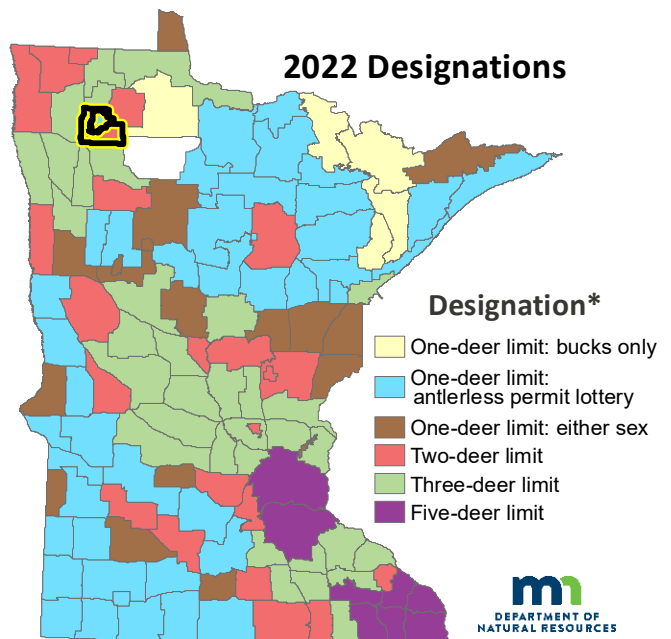 2022 Designations
Designation*
One-deer limit: bucks only
One-deer limit:
antlerless permit lottery
One-deer limit: either sex
Two-deer limit
Three-deer limit
Five-deer limit
mn
DEPARTMENT OF
NATURAL RESOURCES